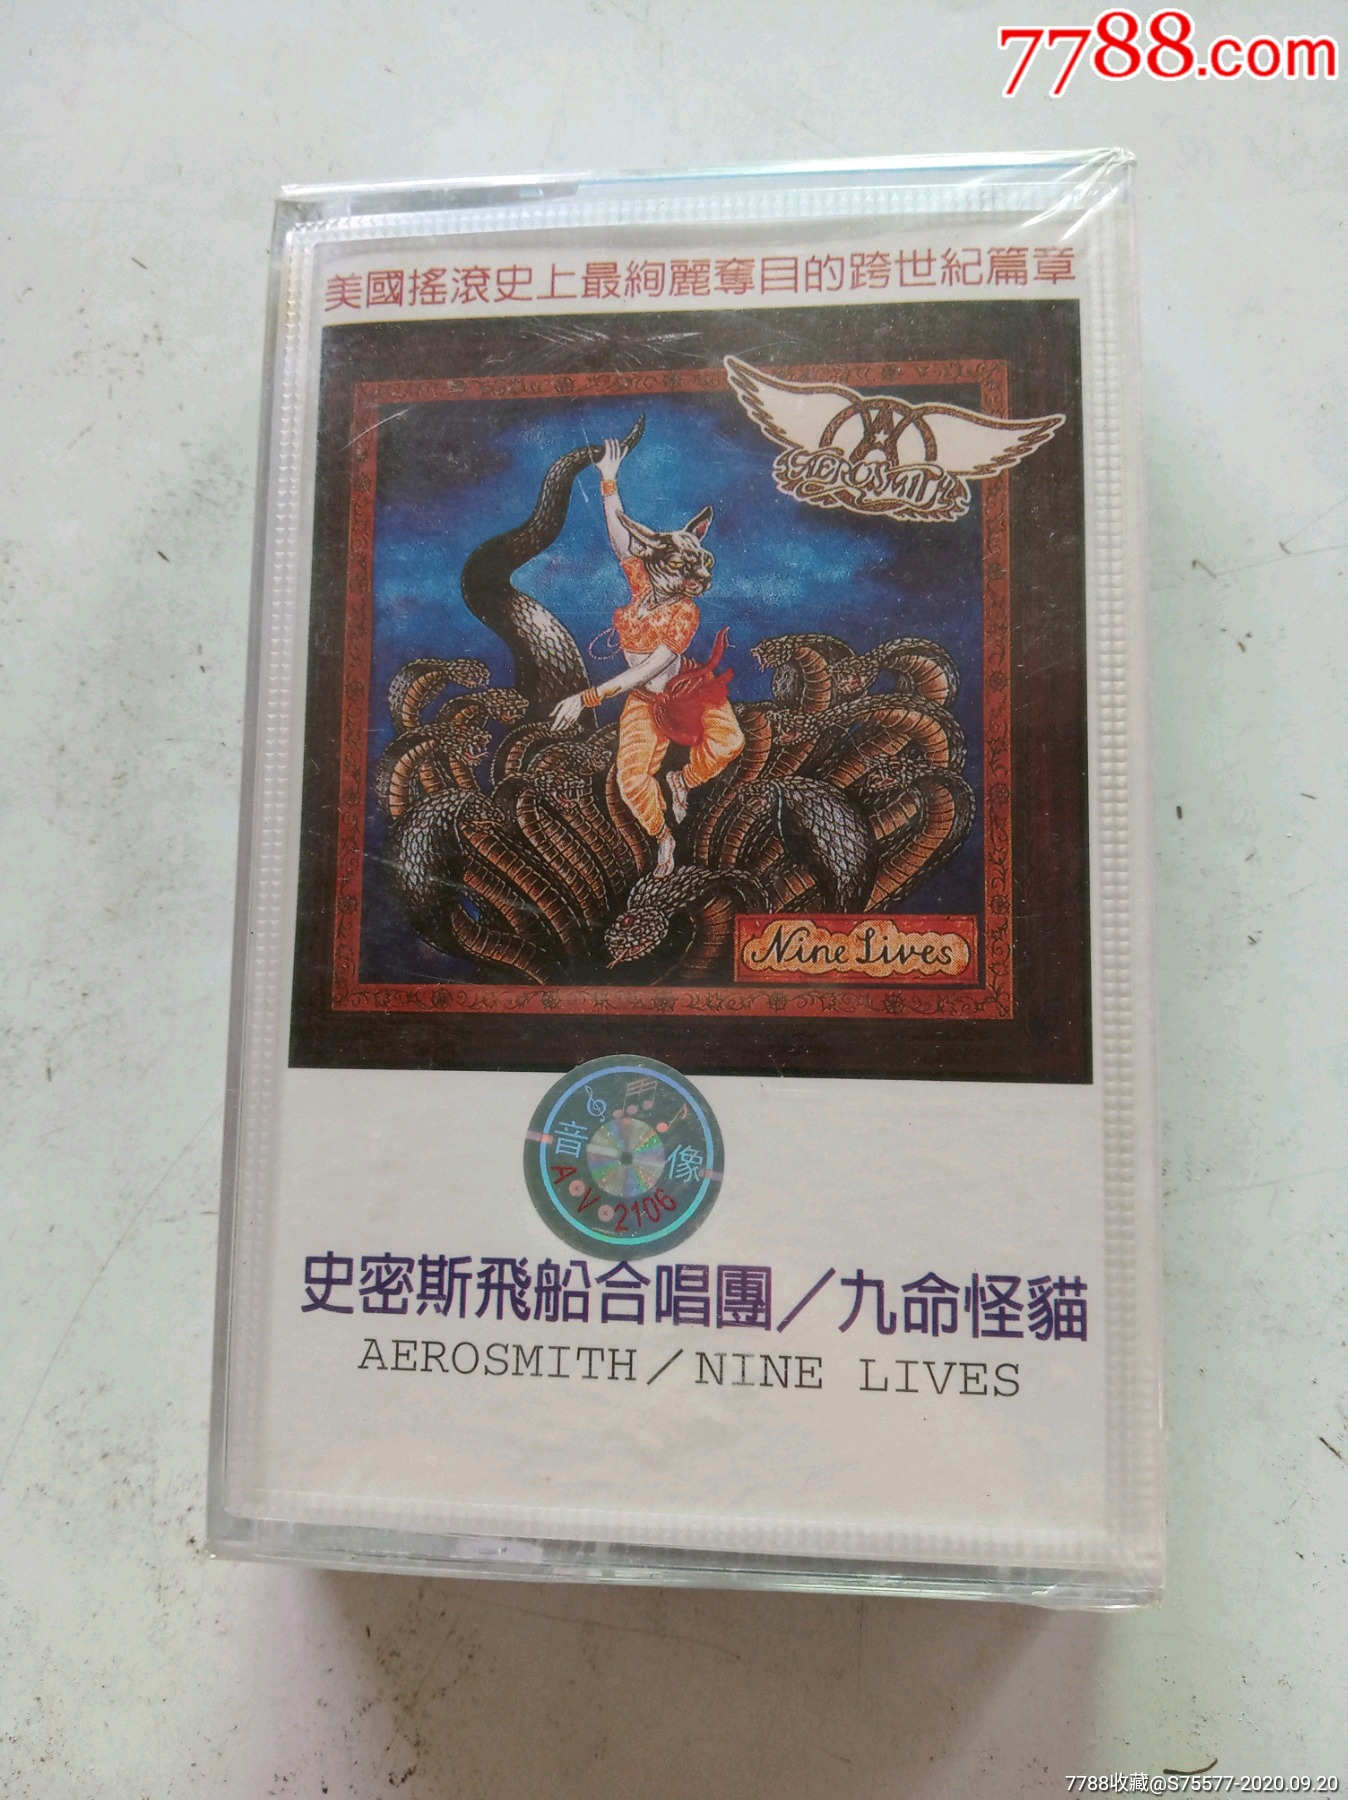 7788.com
美國搖滾史上最絢麗奪目的跨世紀篇章
AEROSMITH
Nine Lives
音 像
A·V·2106
史密斯飛船合唱團／九命怪貓
AEROSMITH／NINE LIVES
7788收藏@S75577-2020.09.20